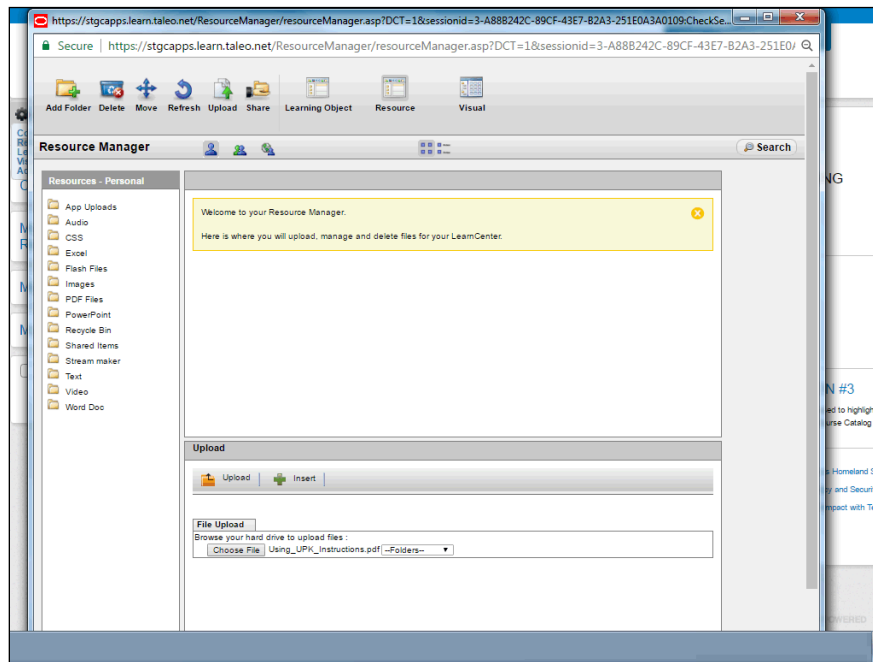 https://stgcapps.learn.taleo.net/ResourceManager/resourceManager.asp?DCT=1&sessionid=3-A88B242C-89CF-43E7-B2A3-251E0A3A0109:CheckSe...
Secure | https://stgcapps.learn.taleo.net/ResourceManager/resourceManager.asp?DCT=1&sessionid=3-A88B242C-89CF-43E7-B2A3-251E0/
Add Folder Delete Move Refresh Upload Share Learning Object Resource Visual
Resource Manager
Search
Resources - Personal
App Uploads
Audio
CSS
Excel
Flash Files
Images
PDF Files
PowerPoint
Recycle Bin
Shared Items
Stream maker
Text
Video
Word Doc
Welcome to your Resource Manager.
Here is where you will upload, manage and delete files for your LearnCenter.
Upload
Upload | Insert |
File Upload
Browse your hard drive to upload files :
Choose File Using_UPK_Instructions.pdf --Folders--
NG
N #3
ed to highligh
urse Catalog
s Homeland S
ty and Securi
mpact with Te
OWERED